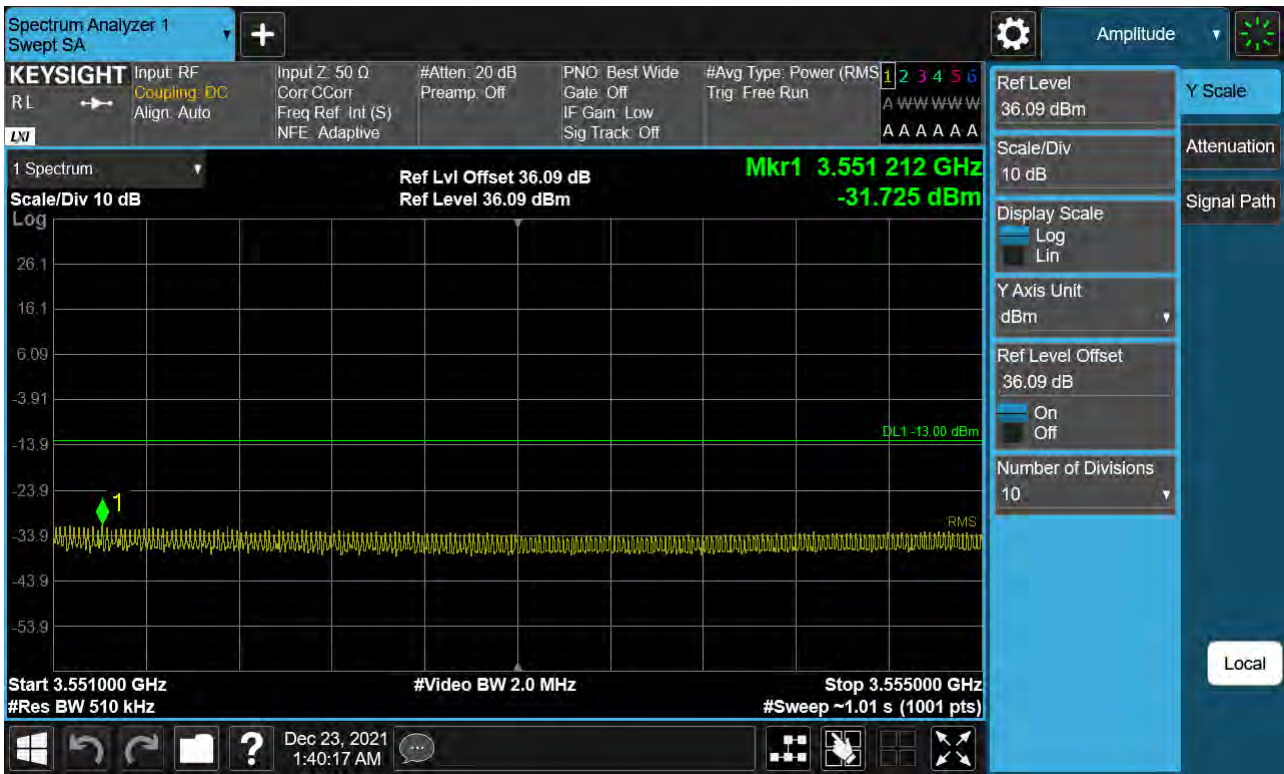 Spectrum Analyzer 1
Swept SA
+
Amplitude
KEYSIGHT
R L
LXI
Input: RF
Coupling: DC
Align: Auto
Input Z: 50 Ω
Corr CCorr
Freq Ref: Int (S)
NFE: Adaptive
#Atten: 20 dB
Preamp: Off
PNO: Best Wide
Gate: Off
IF Gain: Low
Sig Track: Off
#Avg Type: Power (RMS
Trig: Free Run
1 2 3 4 5 6
A W W W W W
A A A A A A
1 Spectrum
Scale/Div 10 dB
Ref Lvl Offset 36.09 dB
Ref Level 36.09 dBm
Mkr1 3.551 212 GHz
-31.725 dBm
Log
26.1
16.1
6.09
-3.91
-13.9
-23.9
-33.9
-43.9
-53.9
DL1 -13.00 dBm
1
RMS
Start 3.551000 GHz
#Res BW 510 kHz
#Video BW 2.0 MHz
Stop 3.555000 GHz
#Sweep ~1.01 s (1001 pts)
Ref Level
36.09 dBm
Scale/Div
10 dB
Display Scale
Log
Lin
Y Axis Unit
dBm
Ref Level Offset
36.09 dB
On
Off
Number of Divisions
10
Y Scale
Attenuation
Signal Path
Local
?
Dec 23, 2021
1:40:17 AM